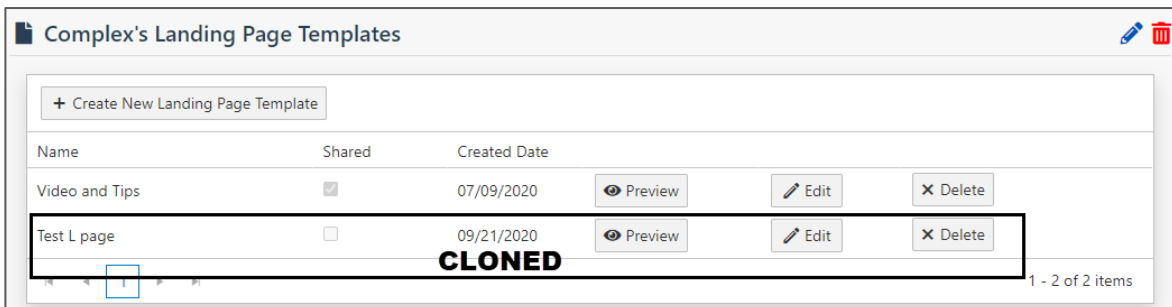 Complex's Landing Page Templates
+ Create New Landing Page Template
Name Shared Created Date
Video and Tips 07/09/2020 Preview Edit Delete
Test L page 09/21/2020 Preview Edit Delete
CLONED
1 1 - 2 of 2 items